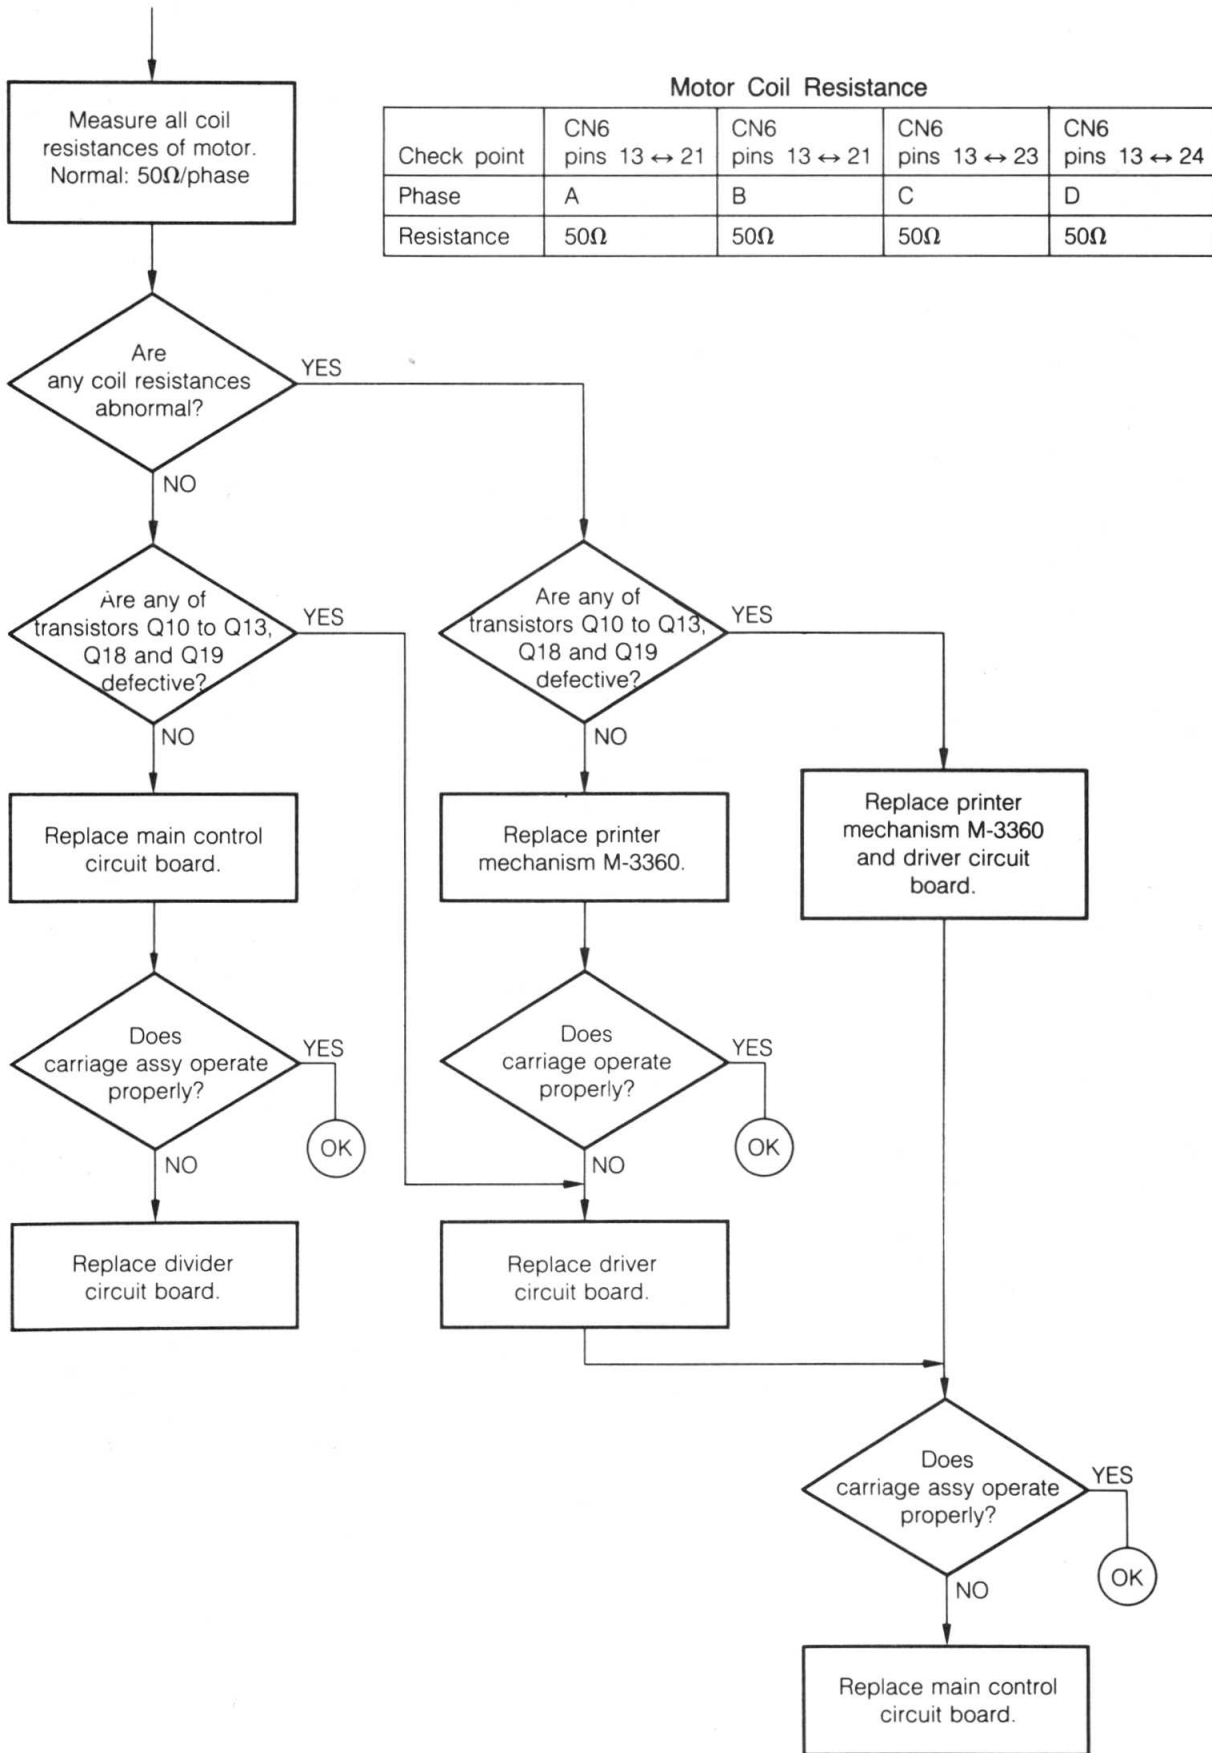 Measure all coil
resistances of motor.
Normal: 50Ω/phase
Motor Coil Resistance
Check point
CN6
pins 13 ↔ 21
CN6
pins 13 ↔ 21
CN6
pins 13 ↔ 23
CN6
pins 13 ↔ 24
Phase
A
B
C
D
Resistance
50Ω
50Ω
50Ω
50Ω
Are
any coil resistances
abnormal?
YES
NO
Are any of
transistors Q10 to Q13,
Q18 and Q19
defective?
YES
NO
Are any of
transistors Q10 to Q13,
Q18 and Q19
defective?
YES
NO
Replace main control
circuit board.
Replace printer
mechanism M-3360.
Replace printer
mechanism M-3360
and driver circuit
board.
Does
carriage assy operate
properly?
YES
OK
NO
Does
carriage operate
properly?
YES
OK
NO
Replace divider
circuit board.
Replace driver
circuit board.
Does
carriage assy operate
properly?
YES
OK
NO
Replace main control
circuit board.